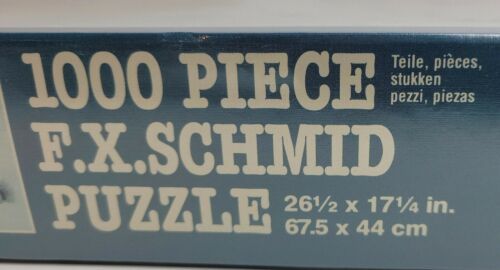 1000 PIECE
Teile, pièces,
stukken
pezzi, piezas
F.X.SCHMID
PUZZLE
26½ x 17¼ in.
67.5 x 44 cm